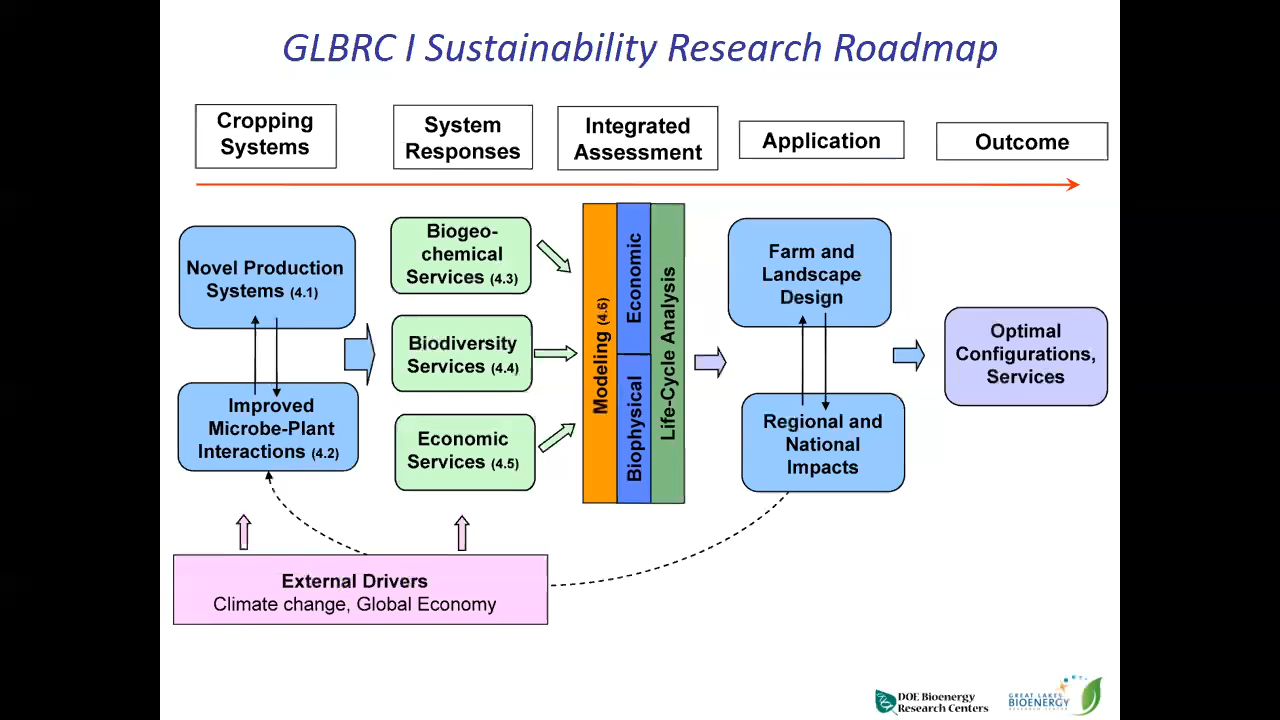 GLBRC I Sustainability Research Roadmap
Cropping
Systems
System
Responses
Integrated
Assessment
Application
Outcome
Novel Production
Systems (4.1)
Improved
Microbe-Plant
Interactions (4.2)
Biogeo-
chemical
Services (4.3)
Biodiversity
Services (4.4)
Economic
Services (4.5)
Modeling (4.6)
Economic
Biophysical
Life-Cycle Analysis
Farm and
Landscape
Design
Regional and
National
Impacts
Optimal
Configurations,
Services
External Drivers
Climate change, Global Economy
DOE Bioenergy
Research Centers
GREAT LAKES
BIOENERGY
RESEARCH CENTER